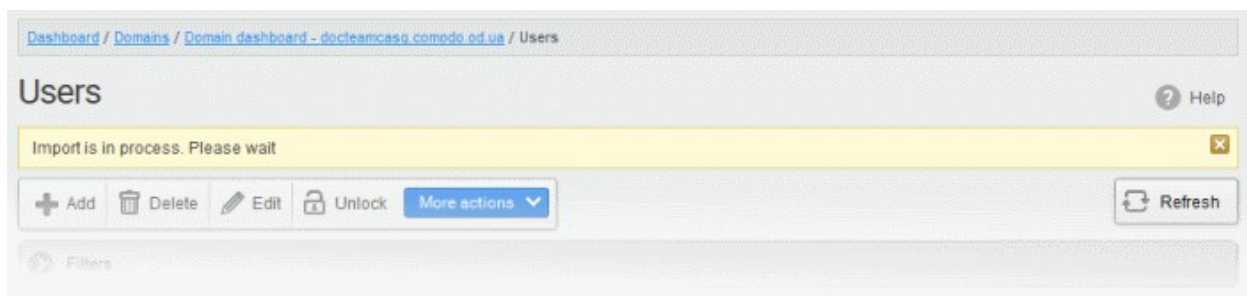 Dashboard / Domains / Domain dashboard - docteamcasg.comodo.od.ua / Users
Users
Help
Import is in process. Please wait
Add Delete Edit Unlock More actions Refresh
Filters